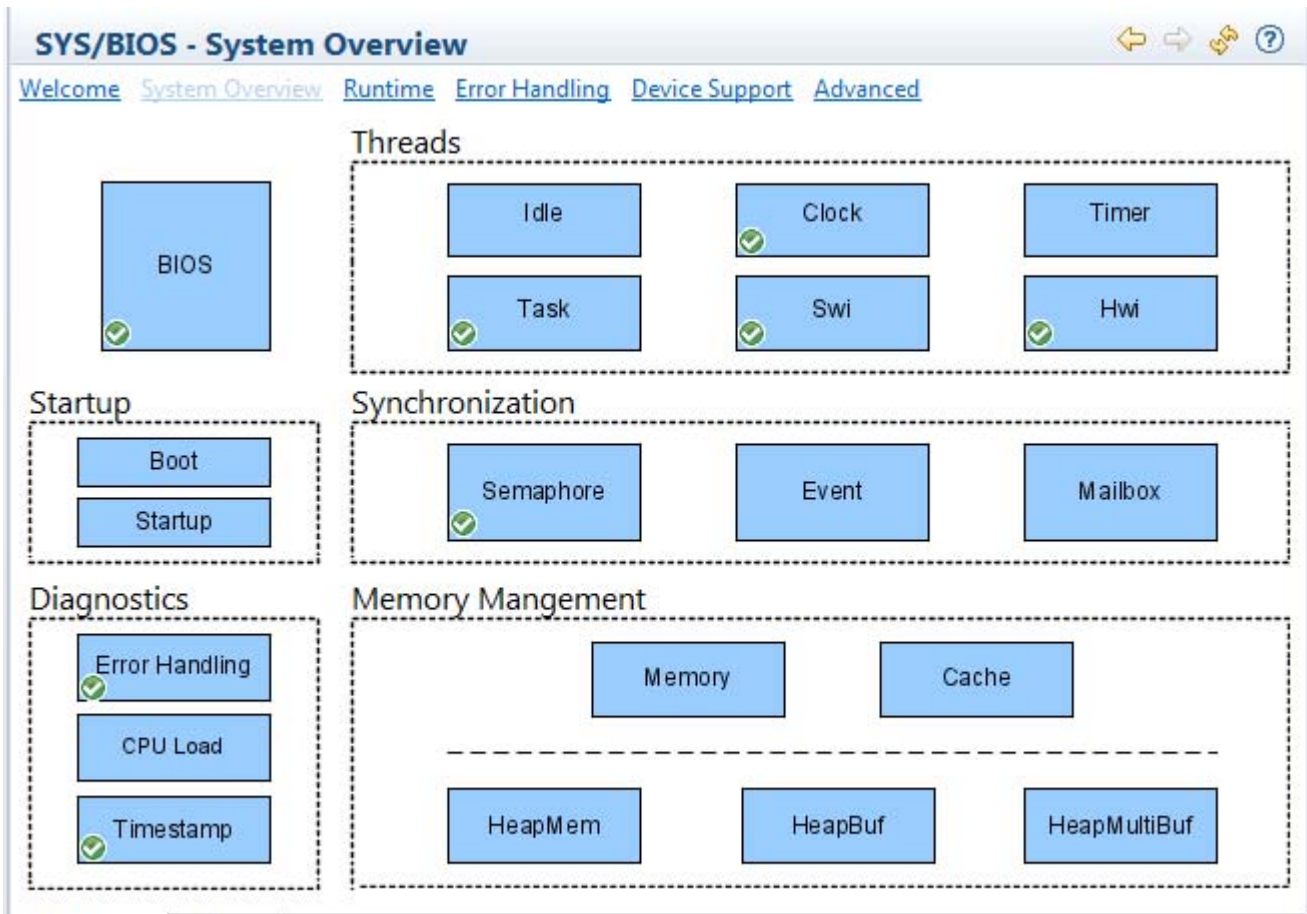 SYS/BIOS - System Overview
Welcome System Overview Runtime Error Handling Device Support Advanced
Threads
BIOS
Idle Clock Timer
Task Swi Hwi
Startup
Boot
Startup
Synchronization
Semaphore Event Mailbox
Diagnostics
Error Handling
CPU Load
Timestamp
Memory Mangement
Memory Cache
HeapMem HeapBuf HeapMultiBuf